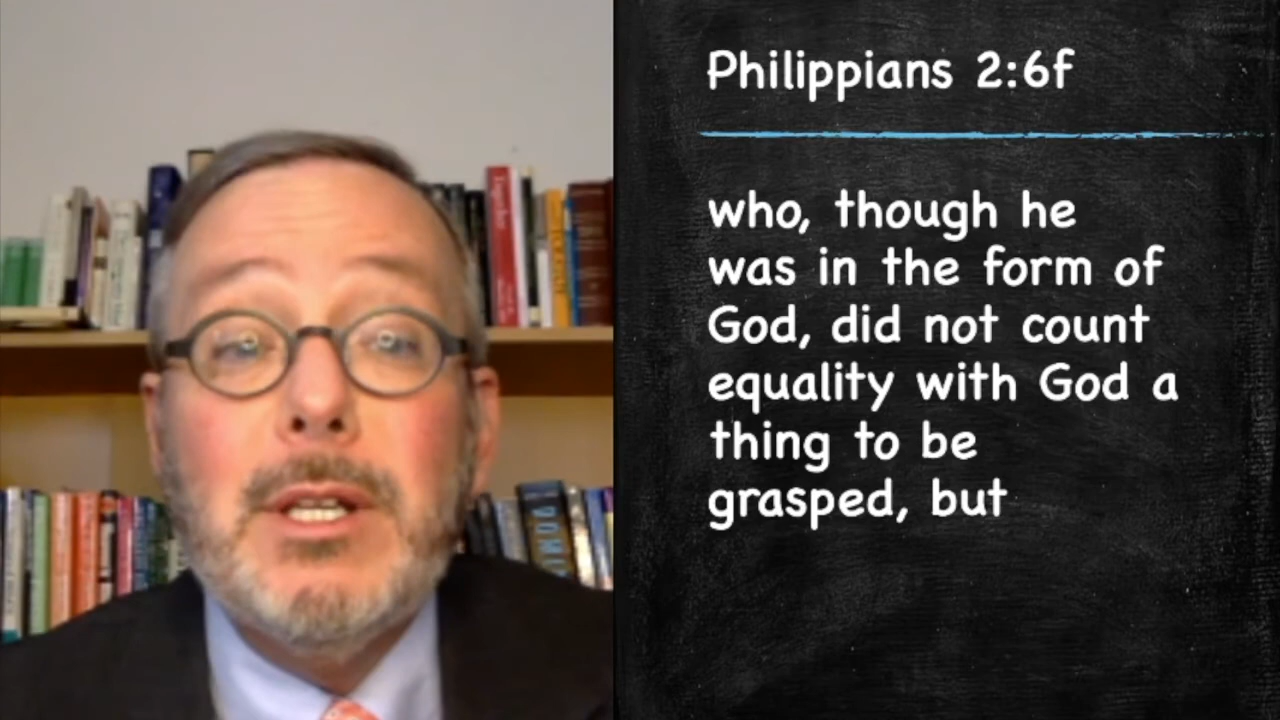 Philippians 2:6f
who, though he
was in the form of
God, did not count
equality with God a
thing to be
grasped, but